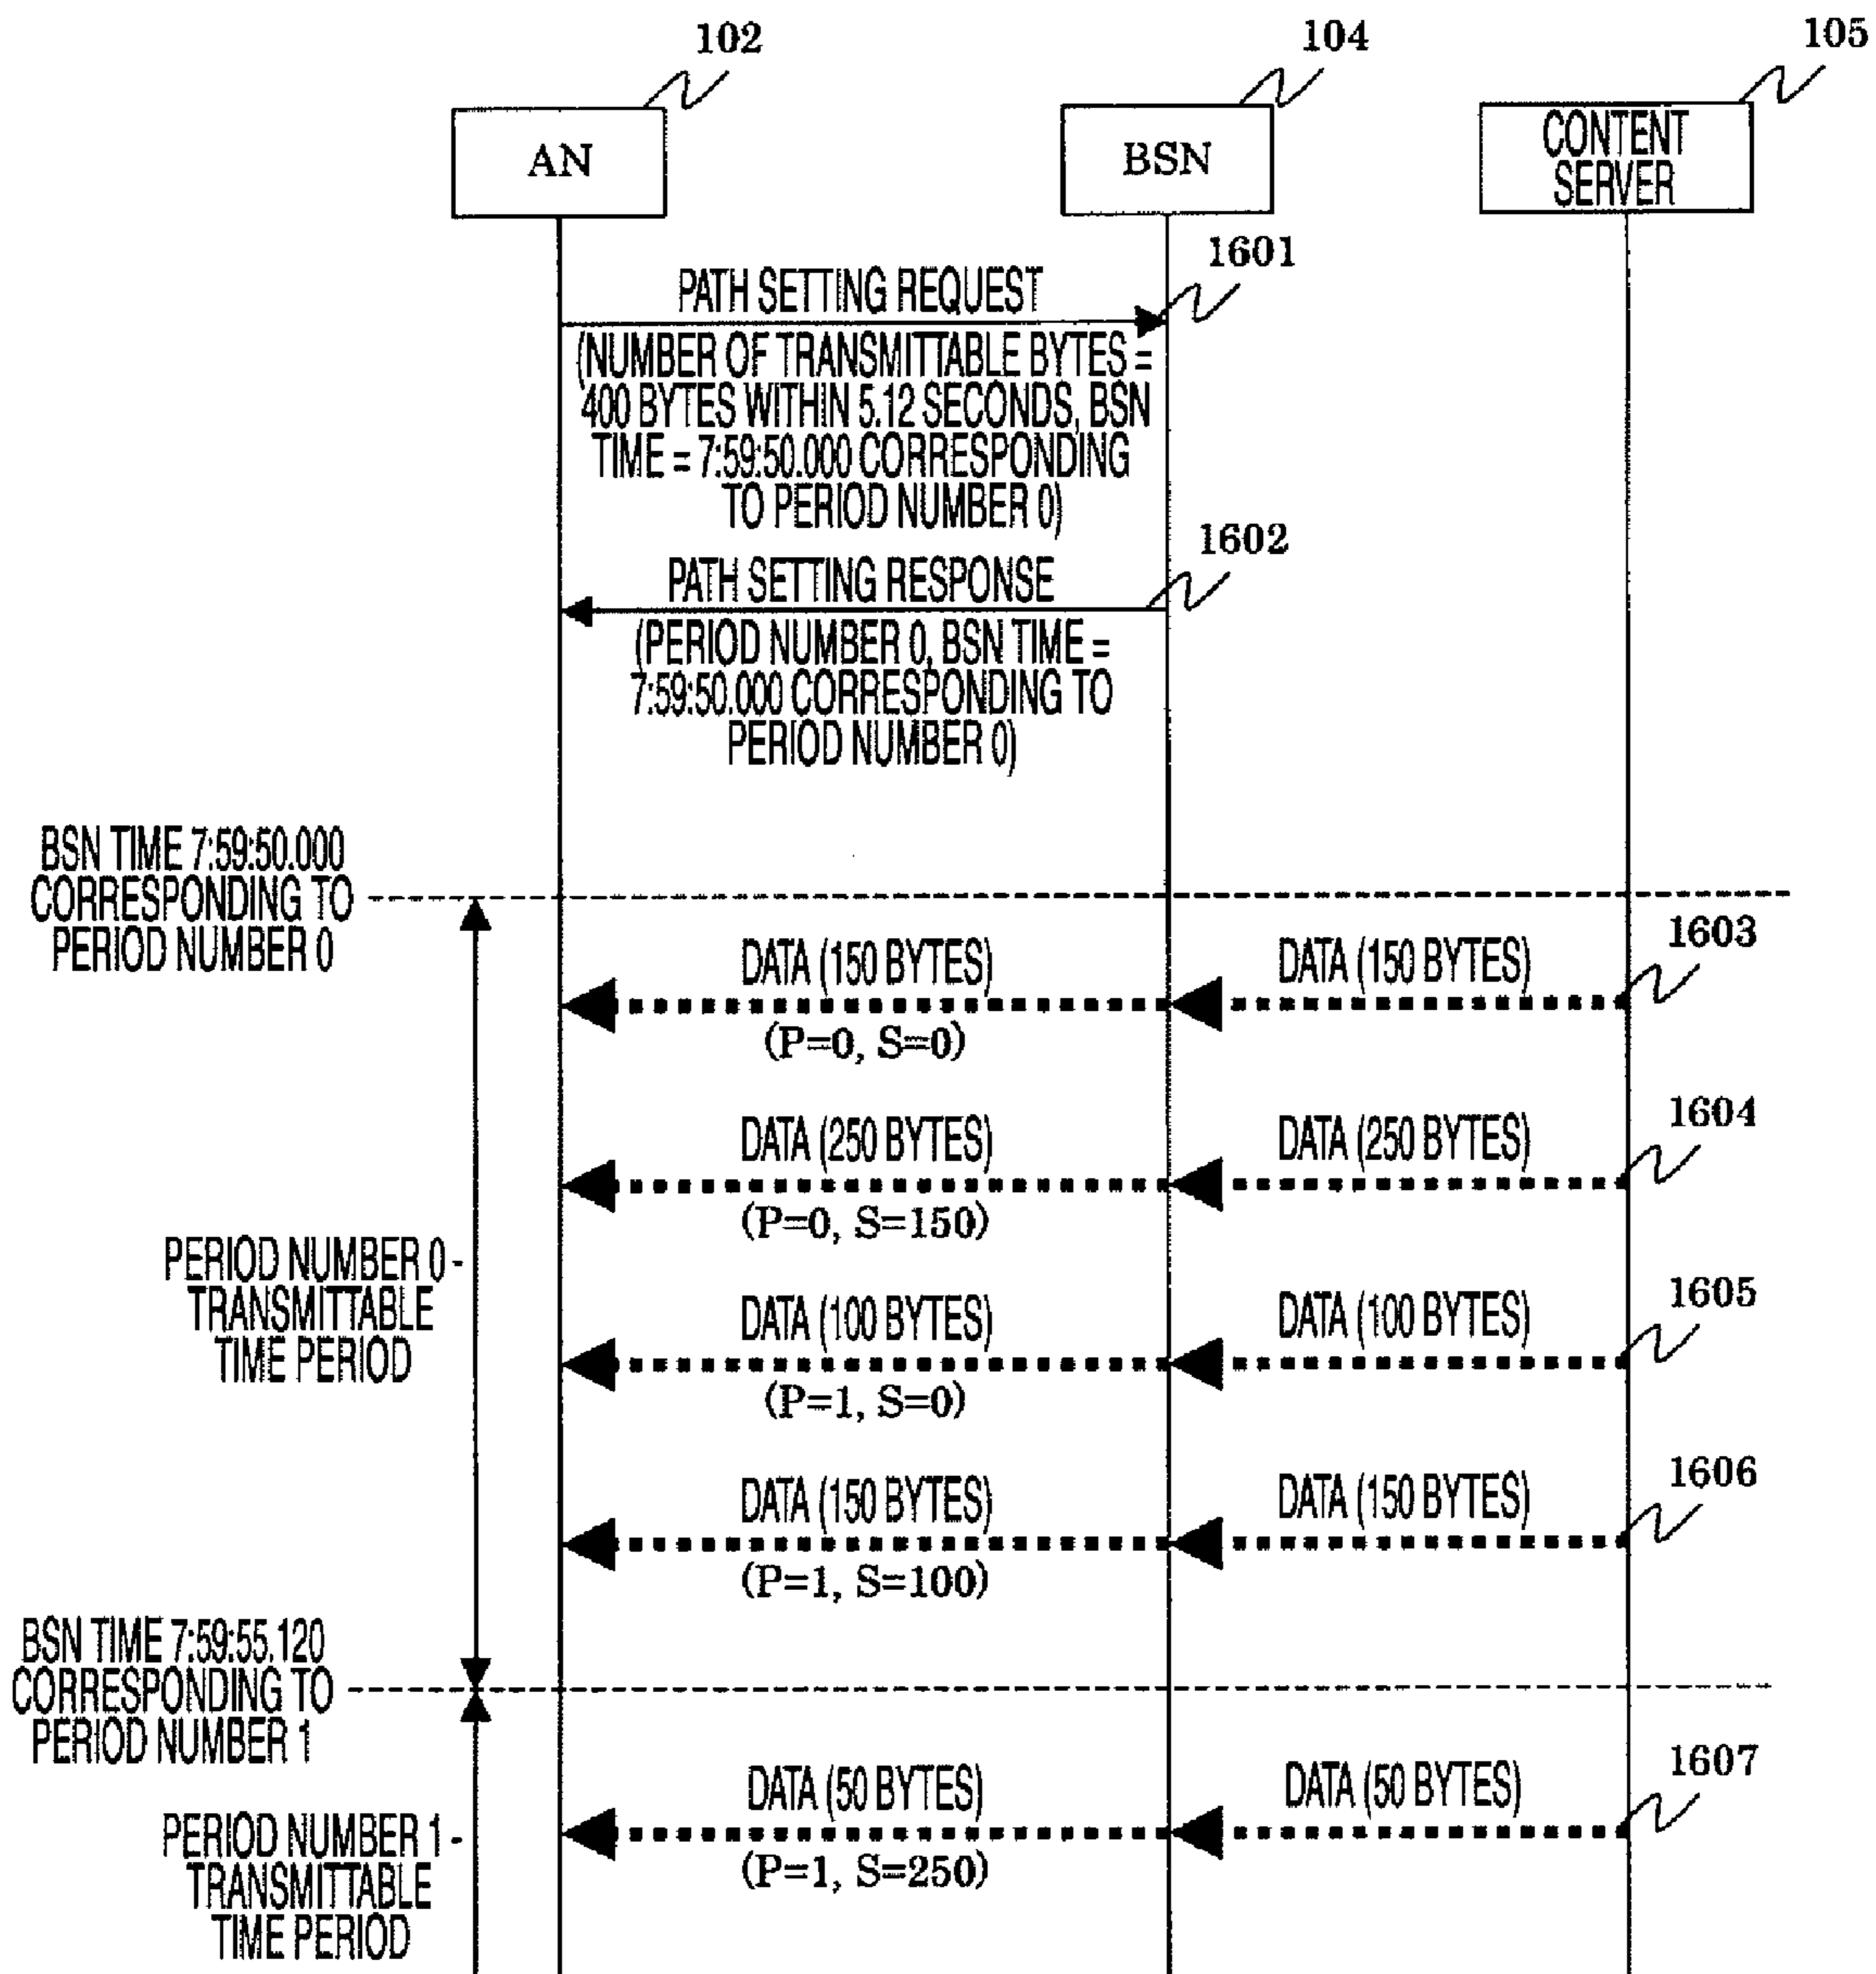 102
104
105
AN
BSN
CONTENT
SERVER
1601
PATH SETTING REQUEST
(NUMBER OF TRANSMITTABLE BYTES =
400 BYTES WITHIN 5.12 SECONDS, BSN
TIME = 7:59:50.000 CORRESPONDING
TO PERIOD NUMBER 0)
1602
PATH SETTING RESPONSE
(PERIOD NUMBER 0, BSN TIME =
7:59:50.000 CORRESPONDING TO
PERIOD NUMBER 0)
BSN TIME 7:59:50.000
CORRESPONDING TO
PERIOD NUMBER 0
1603
DATA (150 BYTES)
DATA (150 BYTES)
(P=0, S=0)
1604
DATA (250 BYTES)
DATA (250 BYTES)
(P=0, S=150)
PERIOD NUMBER 0
TRANSMITTABLE
TIME PERIOD
1605
DATA (100 BYTES)
DATA (100 BYTES)
(P=1, S=0)
1606
DATA (150 BYTES)
DATA (150 BYTES)
(P=1, S=100)
BSN TIME 7:59:55.120
CORRESPONDING TO
PERIOD NUMBER 1
1607
DATA (50 BYTES)
DATA (50 BYTES)
(P=1, S=250)
PERIOD NUMBER 1
TRANSMITTABLE
TIME PERIOD